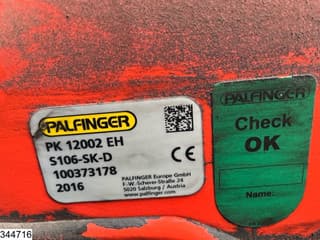 PALFINGER
PK 12002 EH
S106-SK-D
100373178
2016
CE
PALFINGER Europe GmbH
F.-W.-Scherer-Straße 24
5020 Salzburg / Austria
www.palfinger.com
PALFINGER
Check
OK
Name:
344716